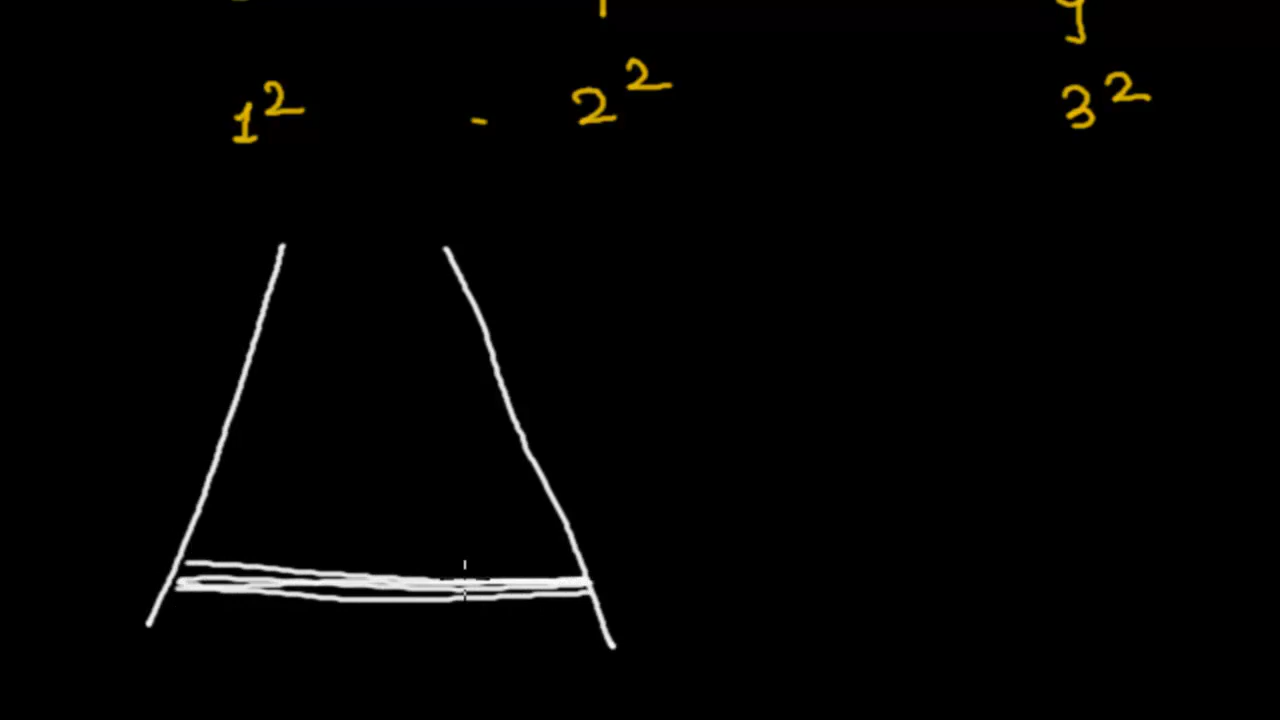 1² - 2² 3²